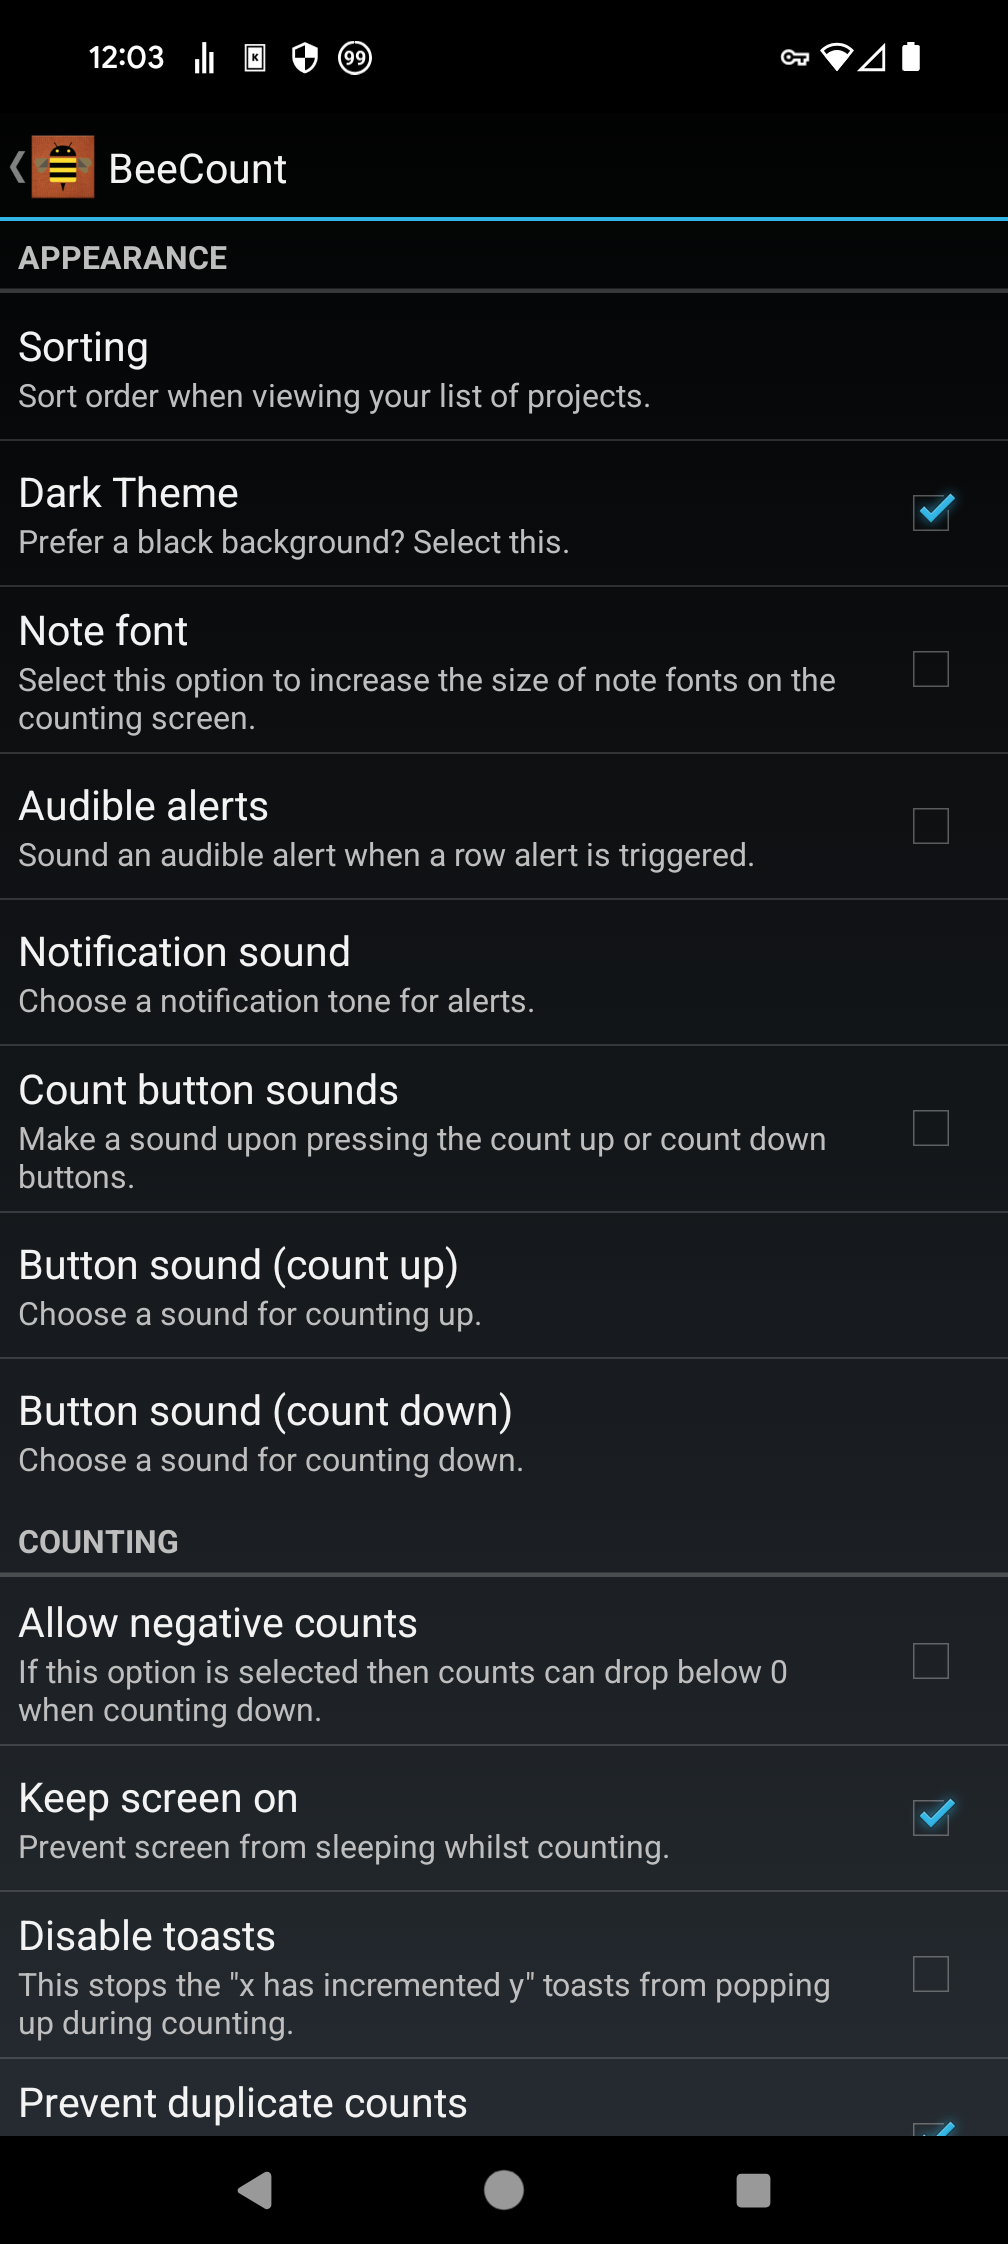 12:03
99
BeeCount
APPEARANCE
Sorting
Sort order when viewing your list of projects.
Dark Theme
Prefer a black background? Select this.
Note font
Select this option to increase the size of note fonts on the
counting screen.
Audible alerts
Sound an audible alert when a row alert is triggered.
Notification sound
Choose a notification tone for alerts.
Count button sounds
Make a sound upon pressing the count up or count down
buttons.
Button sound (count up)
Choose a sound for counting up.
Button sound (count down)
Choose a sound for counting down.
COUNTING
Allow negative counts
If this option is selected then counts can drop below 0
when counting down.
Keep screen on
Prevent screen from sleeping whilst counting.
Disable toasts
This stops the "x has incremented y" toasts from popping
up during counting.
Prevent duplicate counts